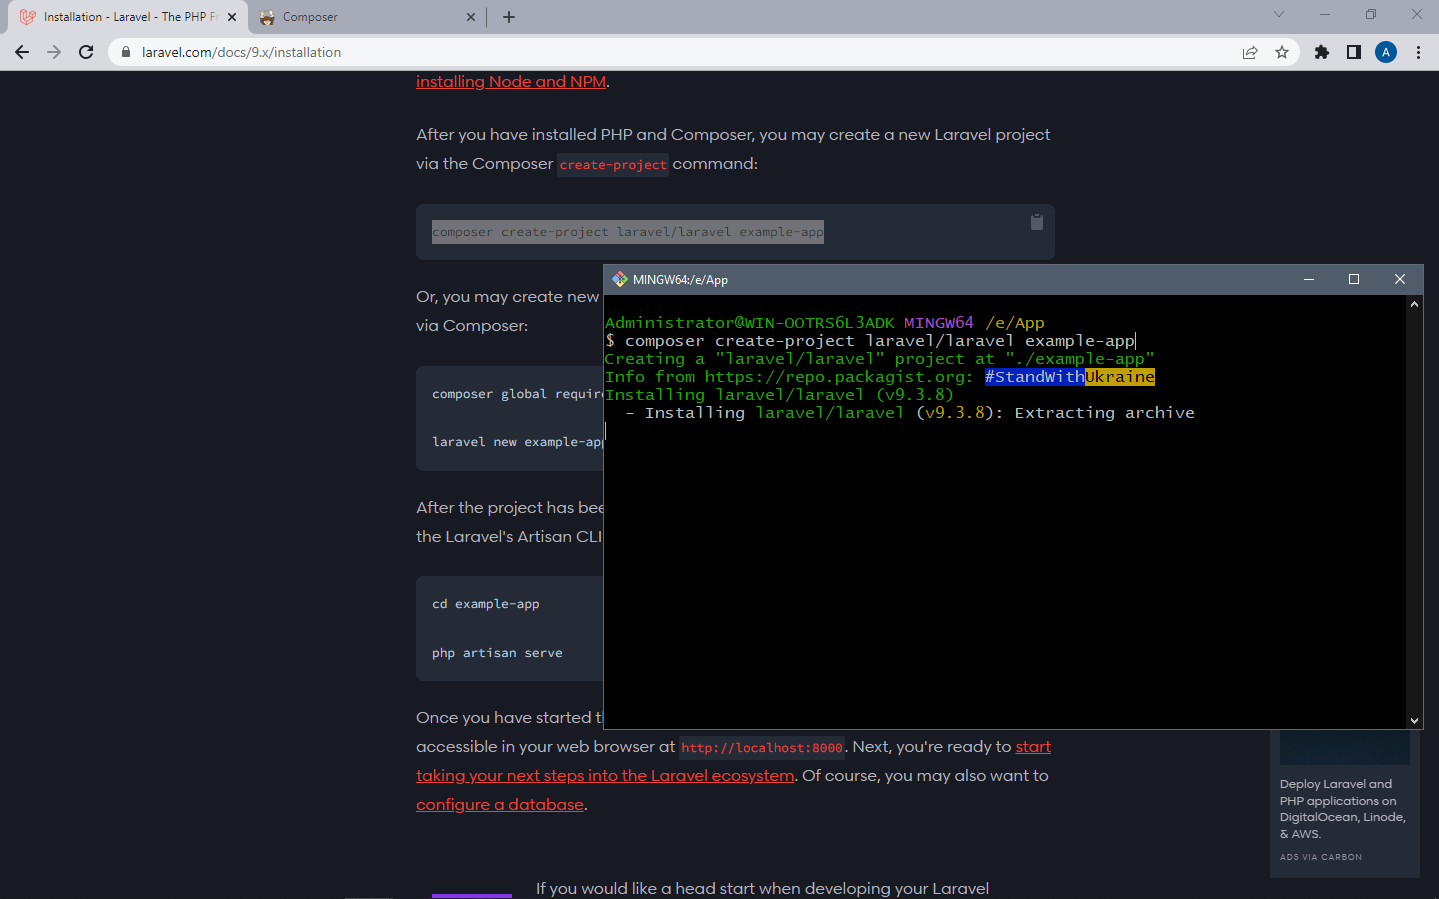 Installation - Laravel - The PHP Fr
Composer
laravel.com/docs/9.x/installation
A
installing Node and NPM.
After you have installed PHP and Composer, you may create a new Laravel project
via the Composer create-project command:
composer create-project laravel/laravel example-app
Or, you may create new
via Composer:
composer global require
laravel new example-app
After the project has bee
the Laravel's Artisan CLI
cd example-app
php artisan serve
Once you have started t
accessible in your web browser at http://localhost:8000. Next, you're ready to start
taking your next steps into the Laravel ecosystem. Of course, you may also want to
configure a database.
If you would like a head start when developing your Laravel
MINGW64:/e/App
Administrator@WIN-OOTRS6L3ADK MINGW64 /e/App
$ composer create-project laravel/laravel example-app
Creating a "laravel/laravel" project at "./example-app"
Info from https://repo.packagist.org: #StandWithUkraine
Installing laravel/laravel (v9.3.8)
- Installing laravel/laravel (v9.3.8): Extracting archive
Deploy Laravel and
PHP applications on
DigitalOcean, Linode,
& AWS.
ADS VIA CARBON